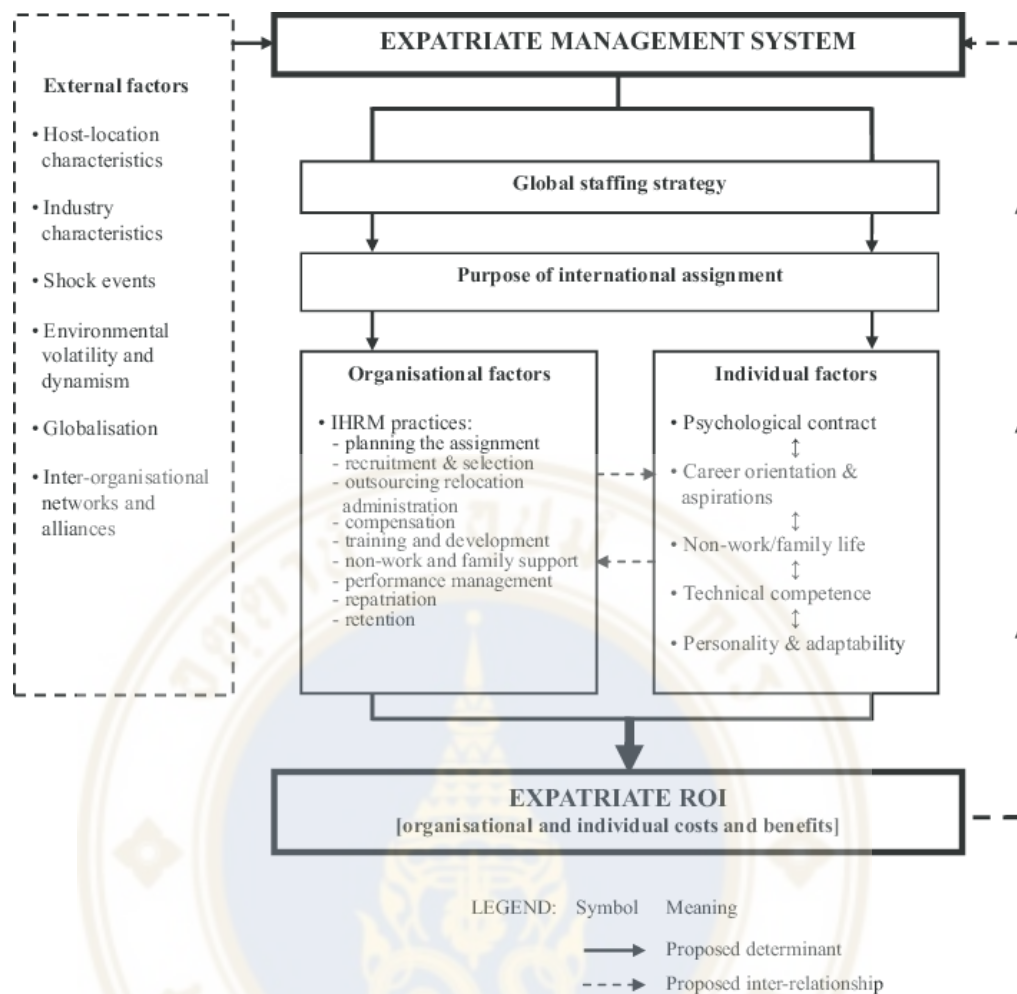 EXPATRIATE MANAGEMENT SYSTEM
External factors
• Host-location
characteristics
• Industry
characteristics
• Shock events
• Environmental
volatility and
dynamism
• Globalisation
• Inter-organisational
networks and
alliances
Global staffing strategy
Purpose of international assignment
Organisational factors
• IHRM practices:
- planning the assignment
- recruitment & selection
- outsourcing relocation
administration
- compensation
- training and development
- non-work and family support
- performance management
- repatriation
- retention
Individual factors
• Psychological contract
↕
• Career orientation &
aspirations
↕
• Non-work/family life
↕
• Technical competence
↕
• Personality & adaptability
EXPATRIATE ROI
[organisational and individual costs and benefits]
LEGEND: Symbol Meaning
Proposed determinant
Proposed inter-relationship